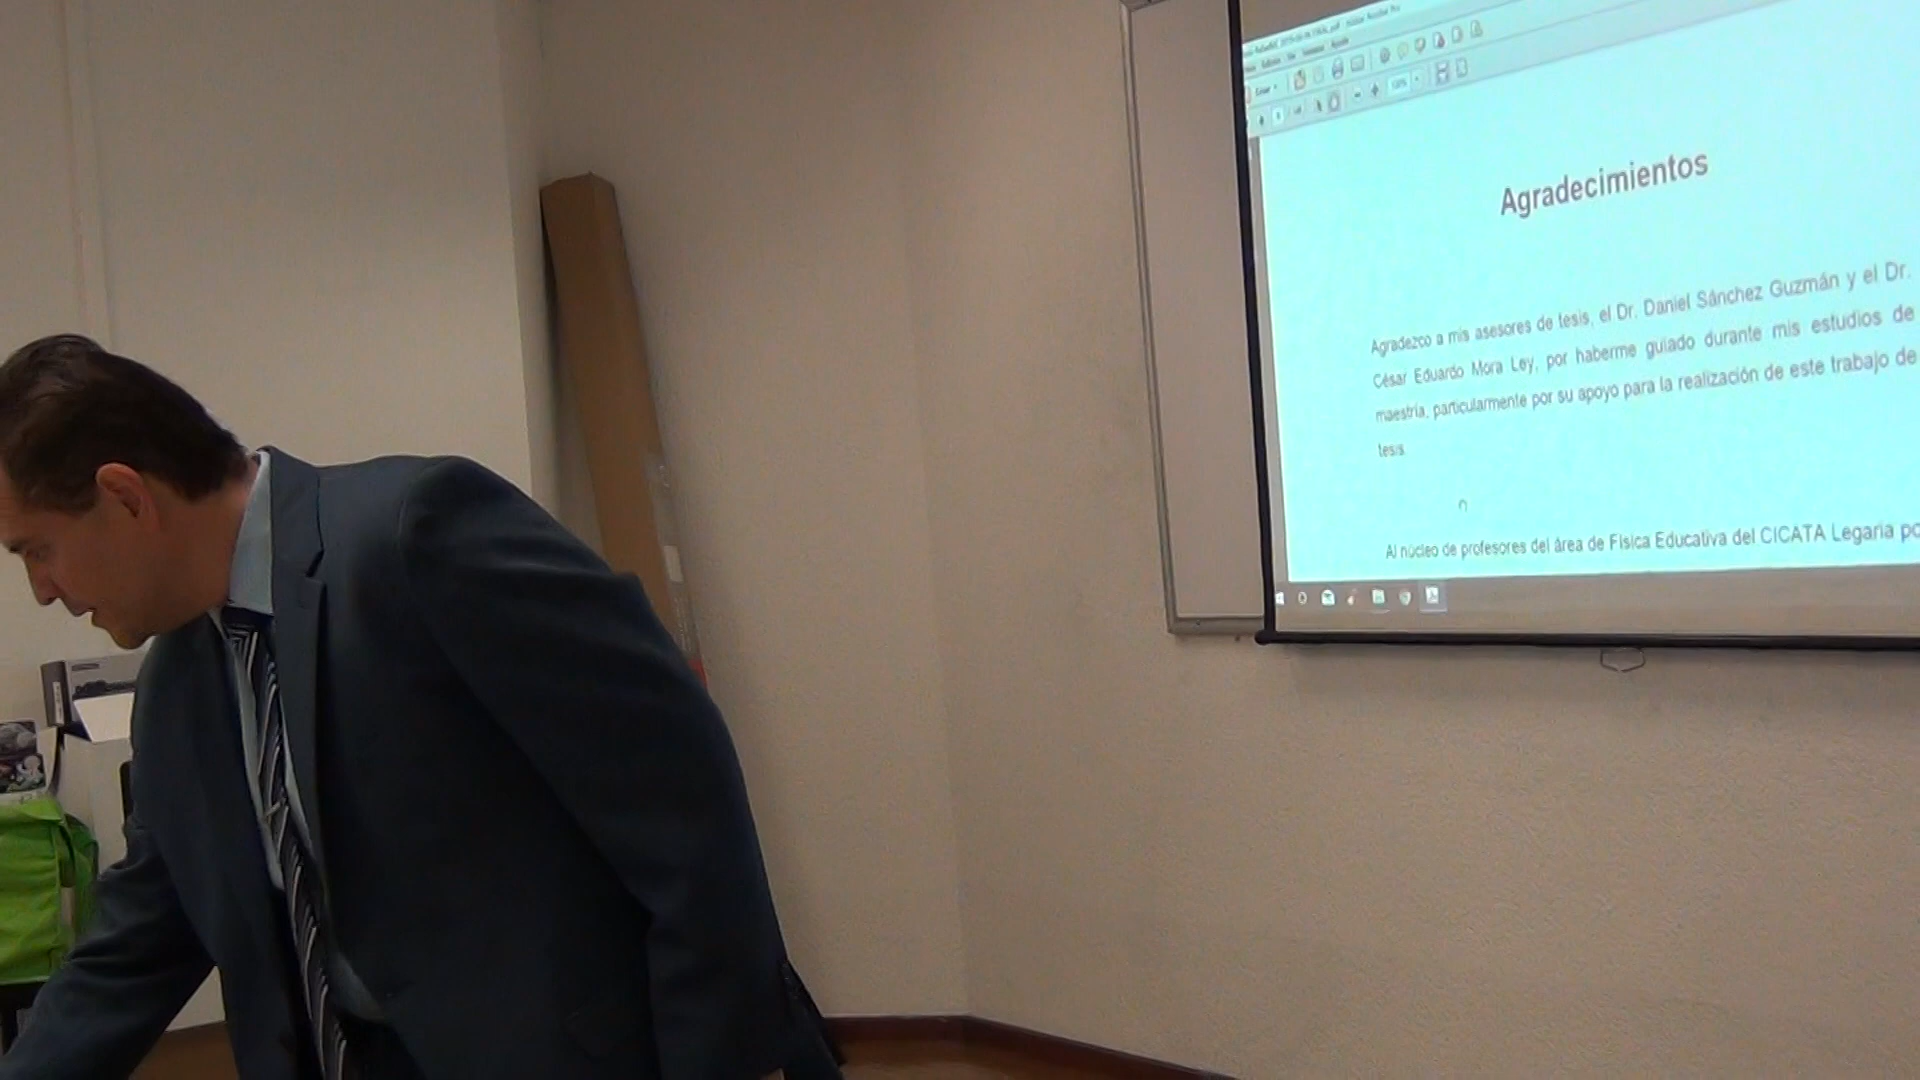 Agradecimientos
Agradezco a mis asesores de tesis, el Dr. Daniel Sánchez Guzmán y el Dr.
César Eduardo Mora Ley, por haberme guiado durante mis estudios de
maestría, particularmente por su apoyo para la realización de este trabajo de
tesis
Al núcleo de profesores del área de Física Educativa del CICATA Legaria po